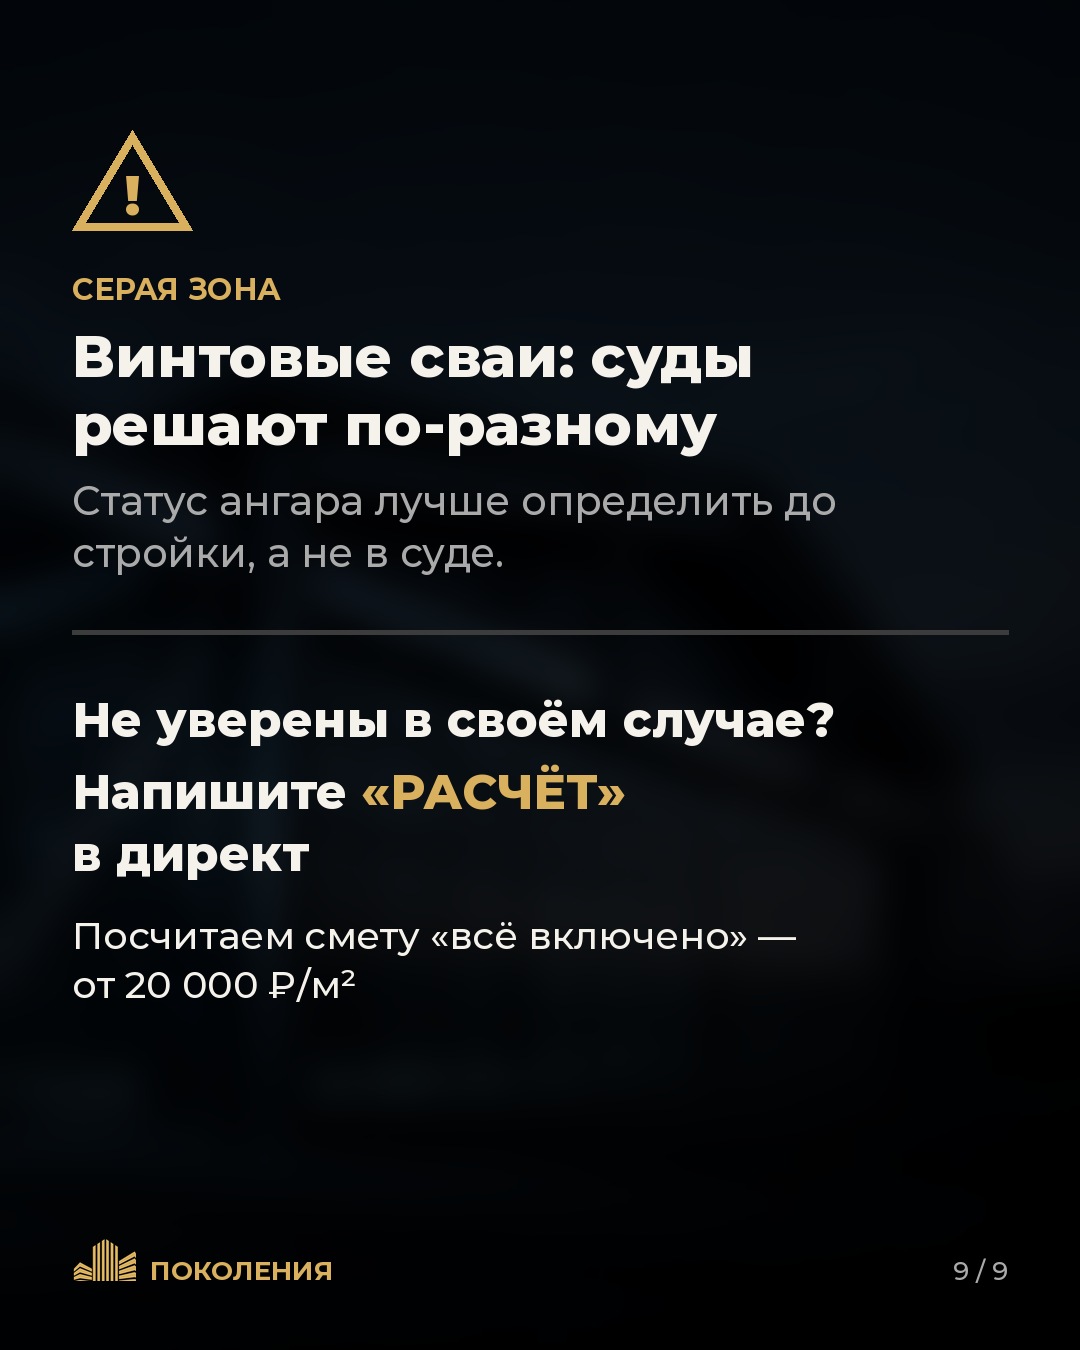 !
СЕРАЯ ЗОНА
Винтовые сваи: суды
решают по-разному
Статус ангара лучше определить до
стройки, а не в суде.
Не уверены в своём случае?
Напишите «РАСЧЁТ»
в директ
Посчитаем смету «всё включено» —
от 20 000 ₽/м²
ПОКОЛЕНИЯ
9 / 9